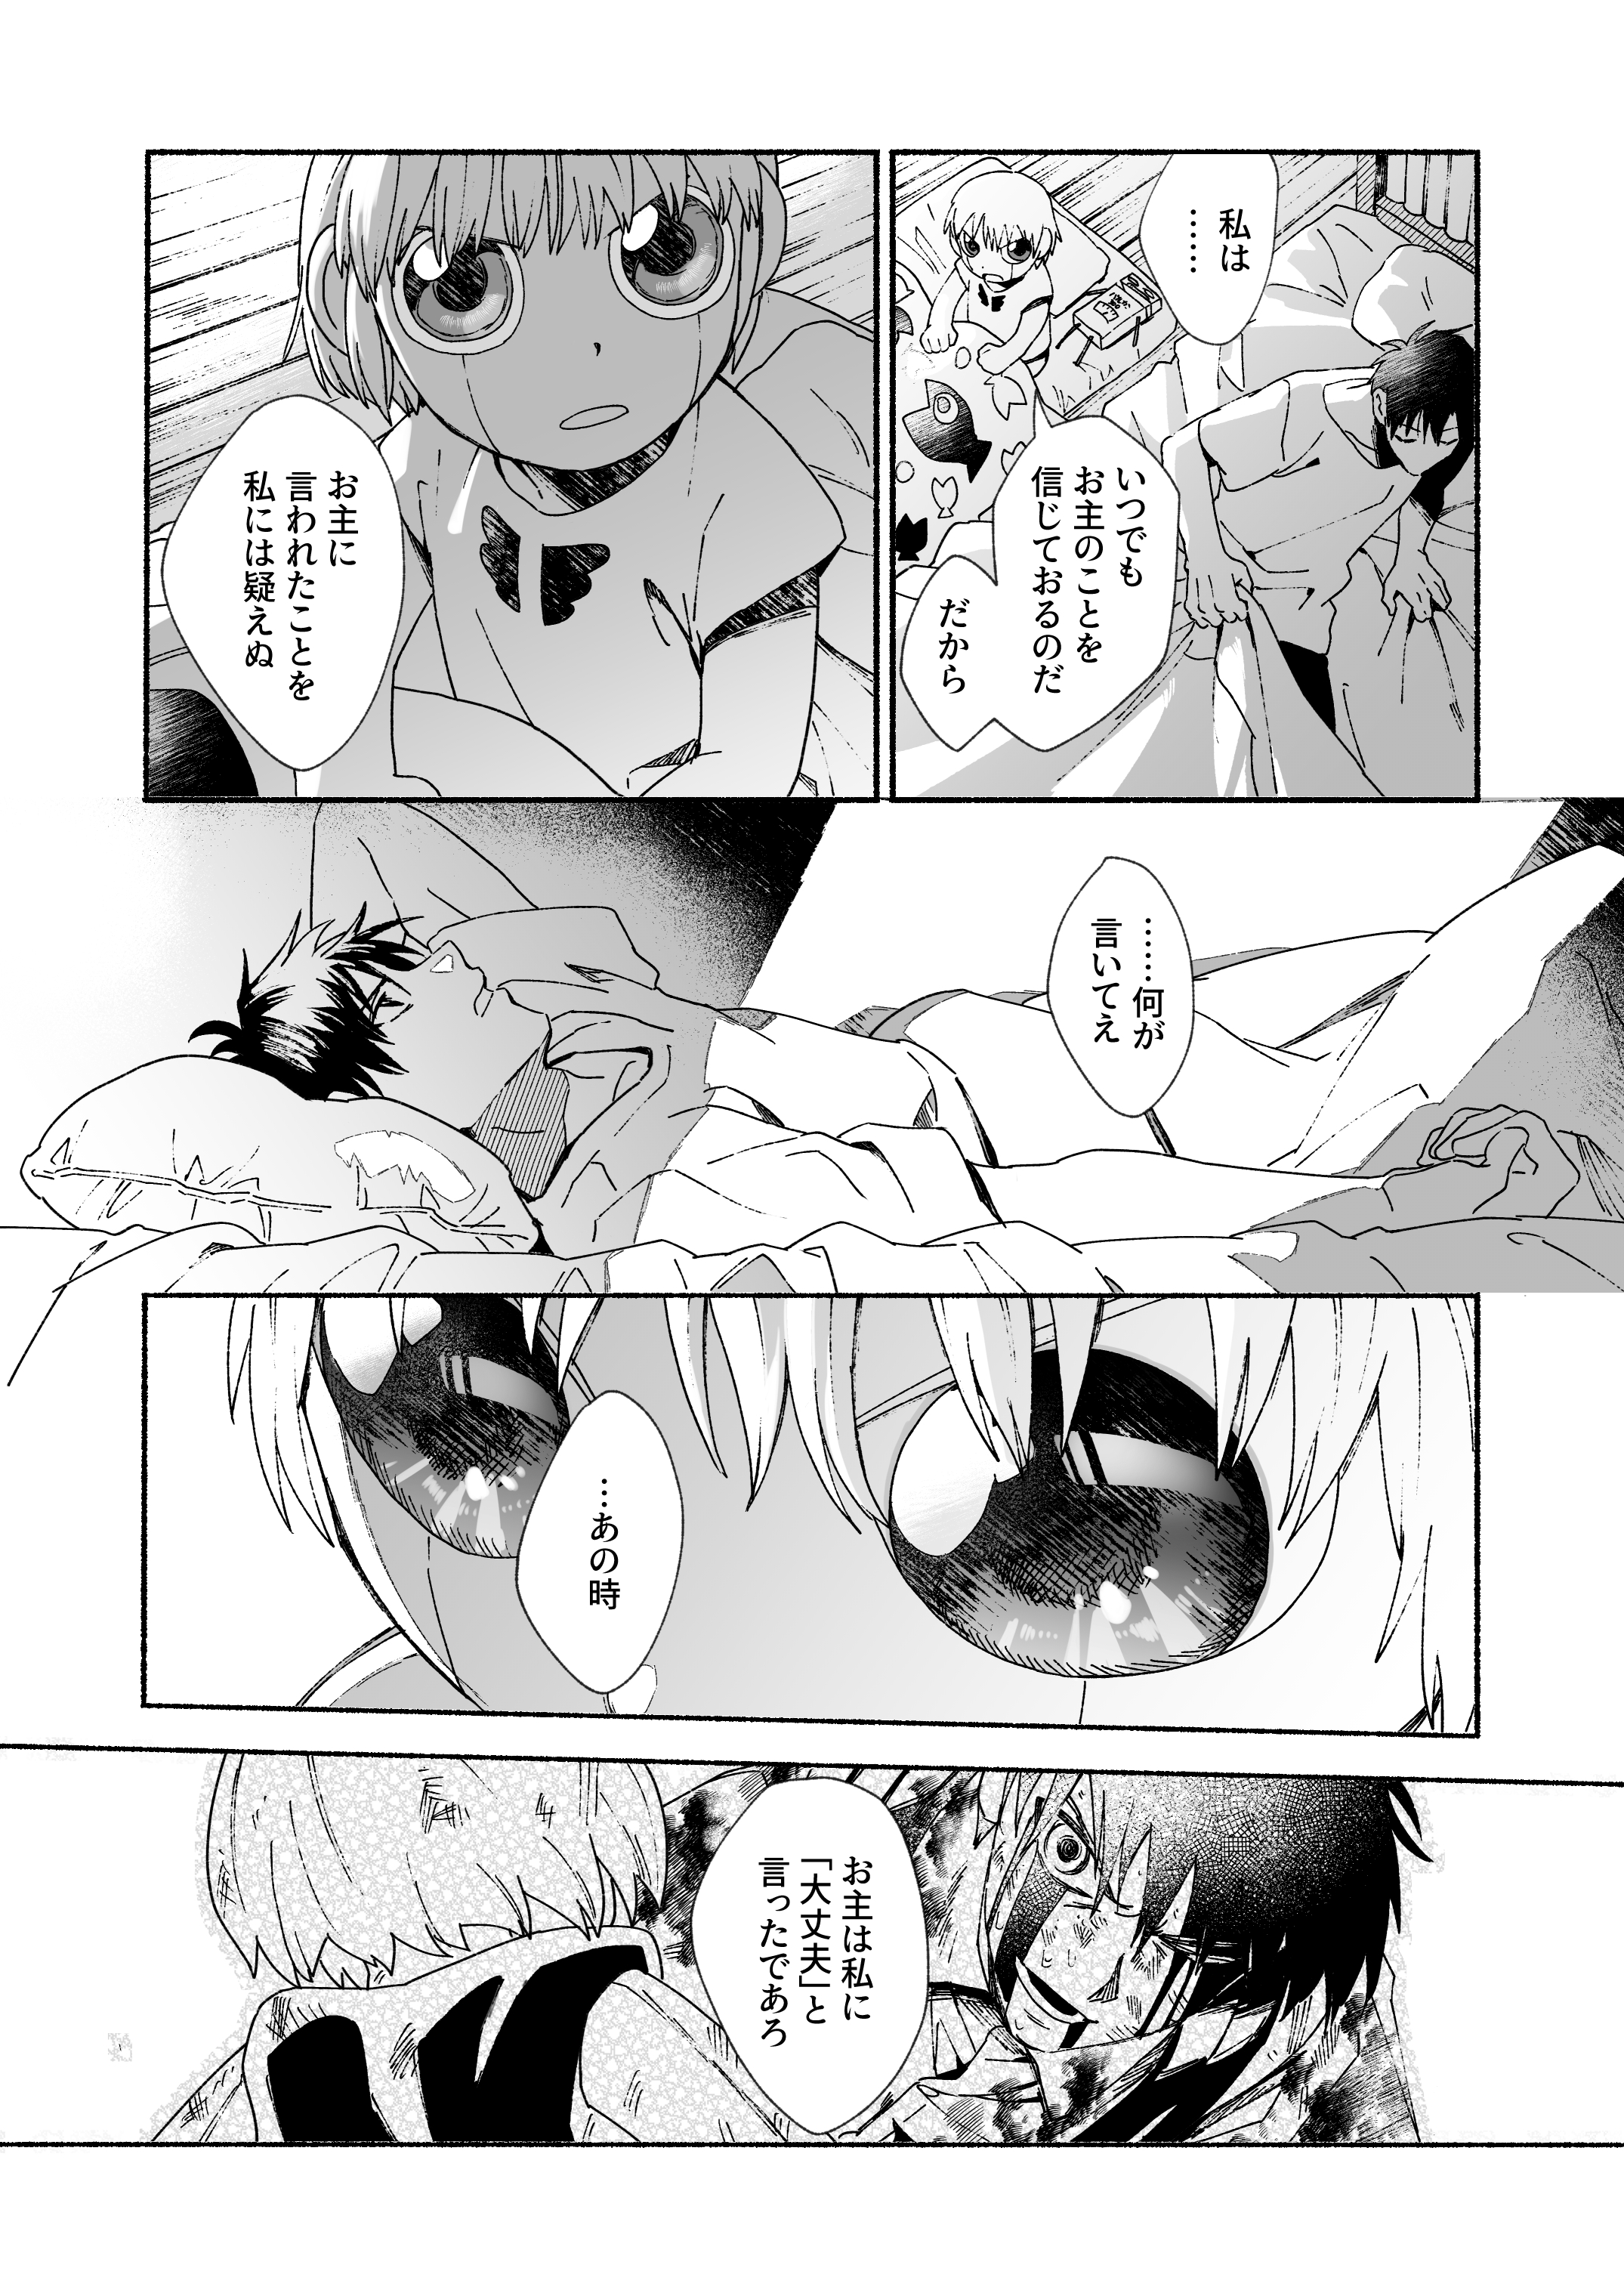 私は
……
いつでも
お主のことを
信じておるのだ
だから
お主に
言われたことを
私には疑えぬ
……何が
言いてえ
…あの時
お主は私に
「大丈夫」と
言ったであろ